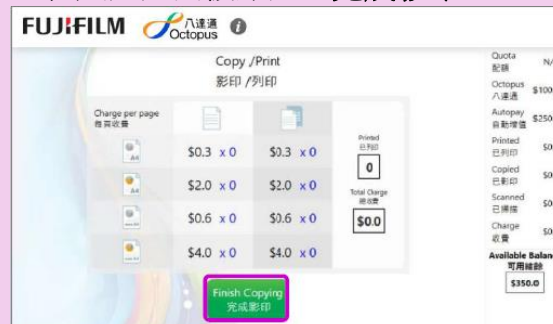 FUJIFILM
八達通
Octopus
i
Copy /Print
影印 /列印
Charge per page
每頁收費
$0.3 x 0
$0.3 x 0
A4
$2.0 x 0
$2.0 x 0
A4
$0.6 x 0
$0.6 x 0
$4.0 x 0
$4.0 x 0
Printed
已列印
0
Total Charge
總收費
$0.0
Finish Copying
完成影印
Quota
配額
N/
Octopus
八達通
$100
Autopay
自動增值
$250
Printed
已列印
$0
Copied
已影印
$0
Scanned
已掃描
$0
Charge
收費
$0
Available Balan
可用餘額
$350.0